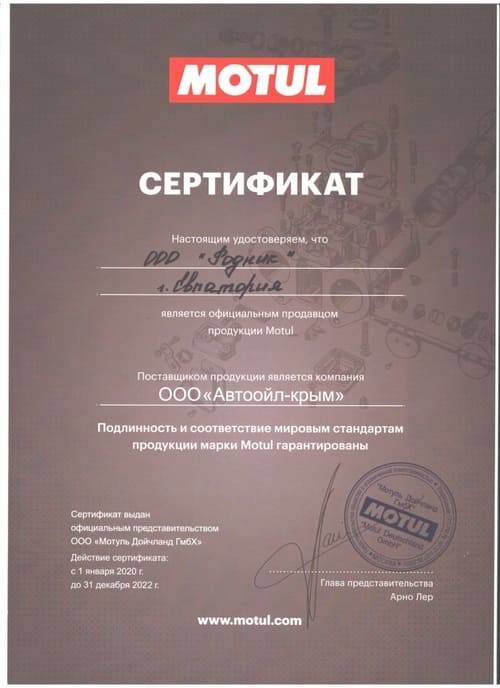 MOTUL
СЕРТИФИКАТ
Настоящим удостоверяем, что
ООО "Родник"
г. Евпатория
является официальным продавцом
продукции Motul
Поставщиком продукции является компания
ООО «Автоойл-крым»
Подлинность и соответствие мировым стандартам
продукции марки Motul гарантированы
Сертификат выдан
официальным представительством
ООО «Мотуль Дойчланд ГмбХ»
Действие сертификата:
с 1 января 2020 г.
до 31 декабря 2022 г.
"Мотуль Дойчланд
ГмбХ"
MOTUL
"Motul Deutschland
GmbH"
Глава представительства
Арно Лер
www.motul.com